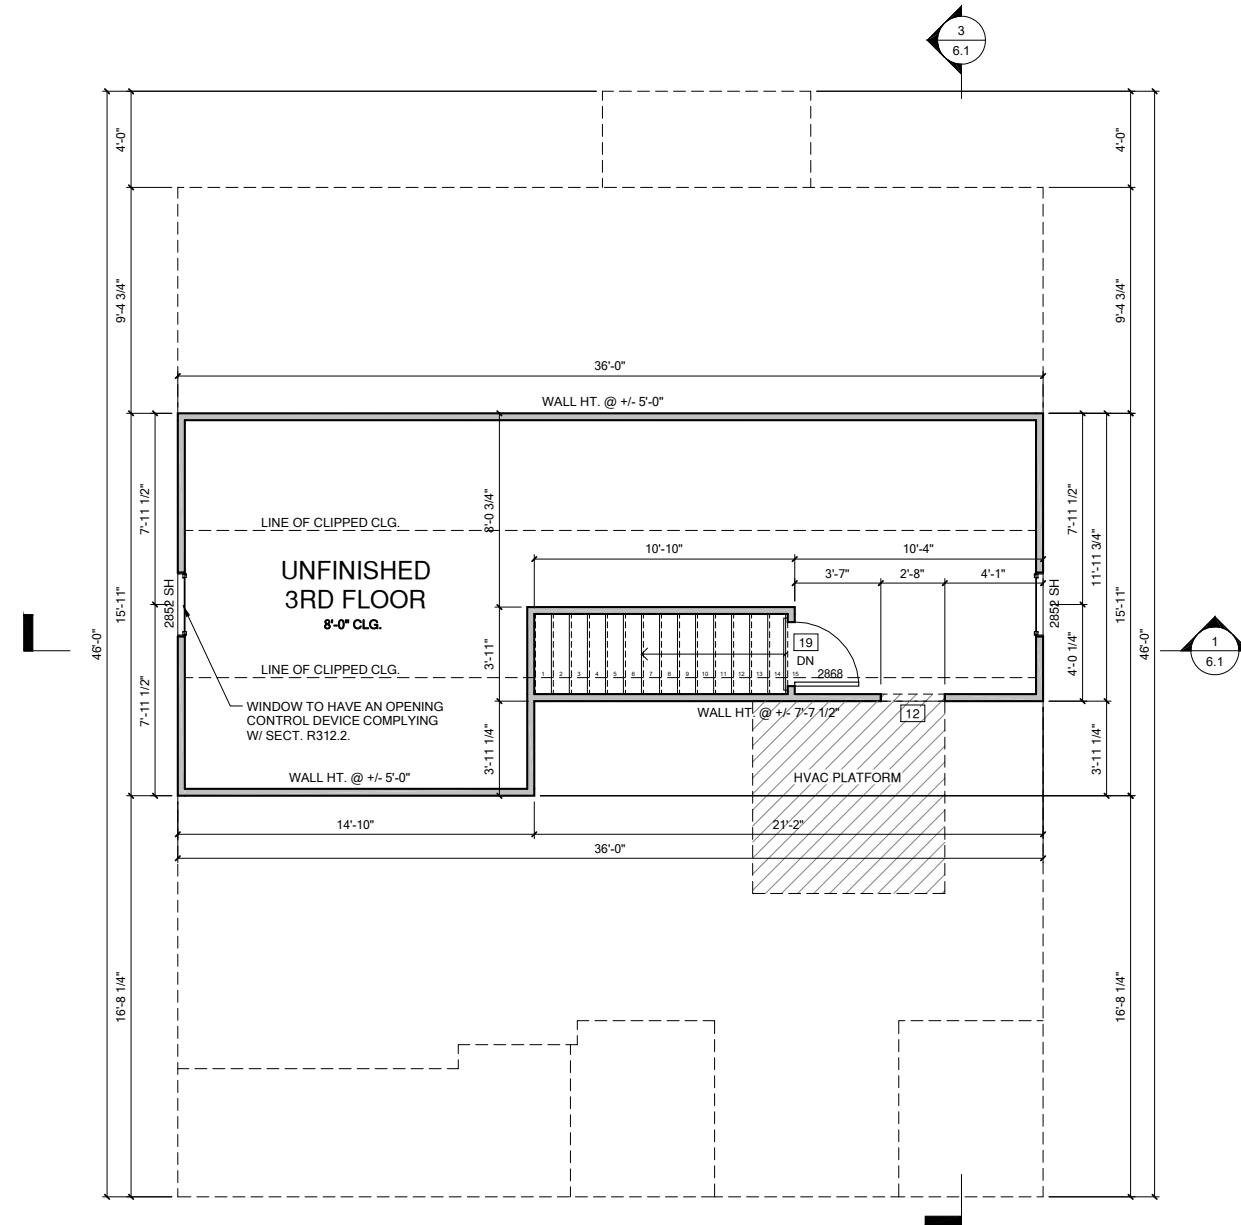 3
6.1
4'-0"
4'-0"
9'-4 3/4"
9'-4 3/4"
36'-0"
WALL HT. @ +/- 5'-0"
7'-11 1/2"
8'-0 3/4"
7'-11 1/2"
11'-11 3/4"
LINE OF CLIPPED CLG.
10'-10"
10'-4"
UNFINISHED
3RD FLOOR
8'-0" CLG.
3'-7"
2'-8"
4'-1"
2852 SH
2852 SH
15'-11"
15'-11"
46'-0"
46'-0"
1
6.1
19
DN
3'-11"
4'-0 1/4"
LINE OF CLIPPED CLG.
1 2 3 4 5 6 7 8 9 10 11 12 13 14 15
2868
7'-11 1/2"
WINDOW TO HAVE AN OPENING
CONTROL DEVICE COMPLYING
W/ SECT. R312.2.
WALL HT. @ +/- 7'-7 1/2"
12
3'-11 1/4"
3'-11 1/4"
WALL HT. @ +/- 5'-0"
HVAC PLATFORM
14'-10"
21'-2"
36'-0"
16'-8 1/4"
16'-8 1/4"